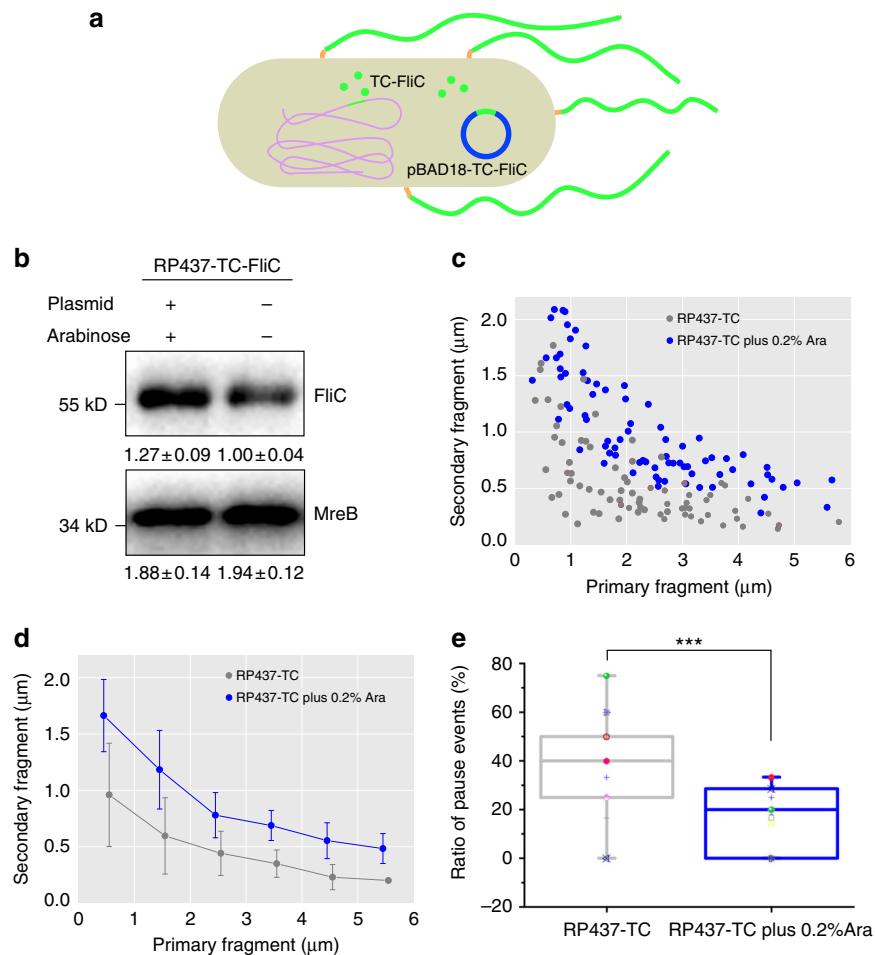 a
TC-FliC
pBAD18-TC-FliC
b
RP437-TC-FliC
Plasmid + −
Arabinose + −
55 kD
FliC
1.27±0.09 1.00±0.04
34 kD
MreB
1.88±0.14 1.94±0.12
c
Secondary fragment (μm)
2.0
1.5
1.0
0.5
0.0
RP437-TC
RP437-TC plus 0.2% Ara
0 1 2 3 4 5 6
Primary fragment (μm)
d
Secondary fragment (μm)
2.0
1.5
1.0
0.5
0.0
RP437-TC
RP437-TC plus 0.2% Ara
0 1 2 3 4 5 6
Primary fragment (μm)
e
Ratio of pause events (%)
***
80
60
40
20
0
−20
RP437-TC RP437-TC plus 0.2%Ara